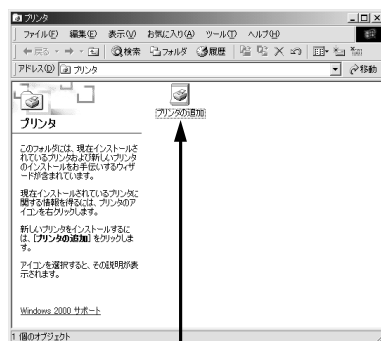 プリンタ
ファイル(F) 編集(E) 表示(V) お気に入り(A) ツール(T) ヘルプ(H)
戻る 検索 フォルダ 履歴
アドレス(D) プリンタ 移動
プリンタの追加
プリンタ
このフォルダには、現在インストールさ
れているプリンタおよび新しいプリンタ
のインストールをお手伝いするウィザ
ードが含まれています。
現在インストールされているプリンタに
関する情報を得るには、プリンタのア
イコンを右クリックします。
新しいプリンタをインストールするに
は、[プリンタの追加] をクリックしま
す。
アイコンを選択すると、その説明が表
示されます。
Windows 2000 サポート
1 個のオブジェクト